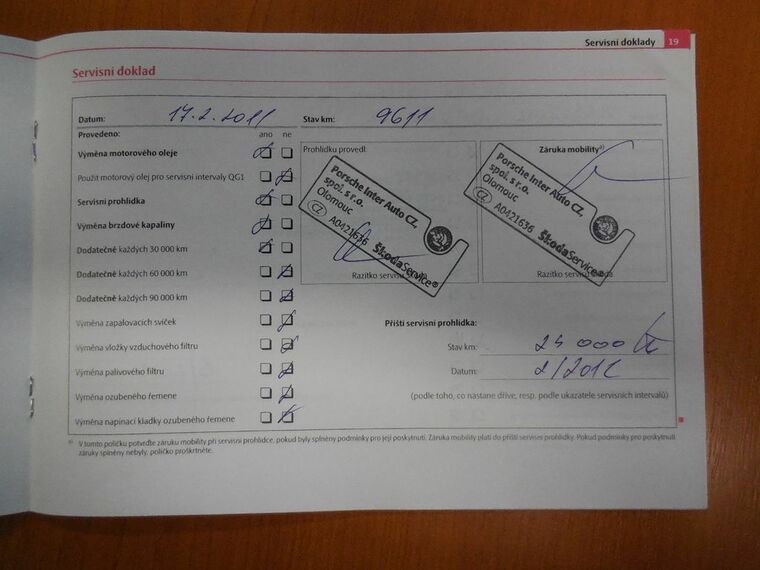 Servisní doklady 19
Servisní doklad
Datum: 17.2.2011 Stav km: 9611
Provedeno: ano ne
Výměna motorového oleje
Použit motorový olej pro servisní intervaly QG1
Servisní prohlídka
Výměna brzdové kapaliny
Dodatečně každých 30 000 km
Dodatečně každých 60 000 km
Dodatečně každých 90 000 km
Výměna zapalovacích svíček
Výměna vložky vzduchového filtru
Výměna palivového filtru
Výměna ozubeného řemene
Výměna napínací kladky ozubeného řemene
Prohlídku provedl:
Porsche Inter Auto CZ,
spol. s r.o.
Olomouc
CZ A0421636 ŠkodaService®
Razítko servisu
Záruka mobility a)
Porsche Inter Auto CZ,
spol. s r.o.
Olomouc
CZ A0421636 ŠkodaService®
Razítko servisu
Příští servisní prohlídka:
Stav km: 25 000
Datum: 2/2012
(podle toho, co nastane dříve, resp. podle ukazatele servisních intervalů)
a) V tomto políčku potvrďte záruku mobility při servisní prohlídce, pokud byly splněny podmínky pro její poskytnutí. Záruka mobility platí do příští servisní prohlídky. Pokud podmínky pro poskytnutí
záruky splněny nebyly, políčko proškrtněte.